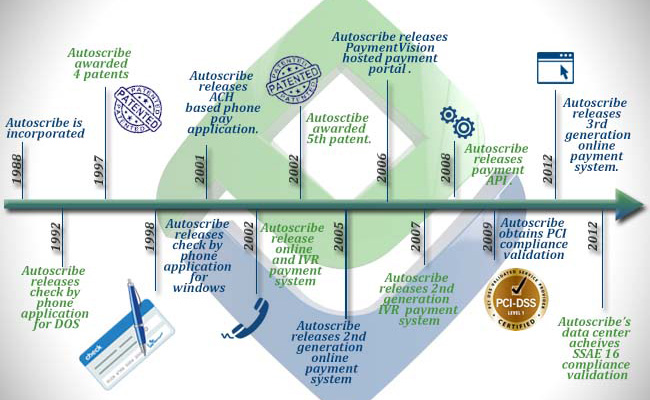 Autoscribe is
incorporated
1988
Autoscribe
awarded
4 patents
1997
PATENTED
PATENTED
PATENTED
Autoscribe
releases
ACH
based phone
pay
application.
2001
PATENTED
PATENTED
PATENTED
Autosctibe
awarded
5th patent.
2002
Autoscribe releases
PaymentVision
hosted payment
portal .
2006
Autoscribe
releases
payment
API .
2008
Autoscribe
releases
3rd
generation
online
payment
system.
2012
1992
Autoscribe
releases
check by
phone
application
for DOS
1998
Autoscribe
releases
check by
phone
application
for
windows
check
2002
Autoscribe
release
online
and IVR
payment
system
2005
Autoscribe
releases 2nd
generation
online
payment
system
2007
Autoscribe
releases 2nd
generation
IVR payment
system
2009
Autoscribe
obtains PCI
compliance
validation
PCI-DSS
LEVEL 1
CERTIFIED
2012
Autoscribe's
data center
acheives
SSAE 16
compliance
validation